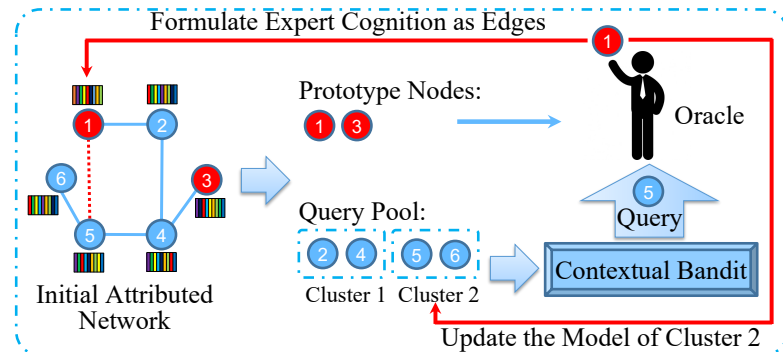 Formulate Expert Cognition as Edges
1
Prototype Nodes:
1
2
1 3
Oracle
6
3
5
Query Pool:
Query
5
4
2 4 5 6
Contextual Bandit
Cluster 1 Cluster 2
Initial Attributed
Network
Update the Model of Cluster 2